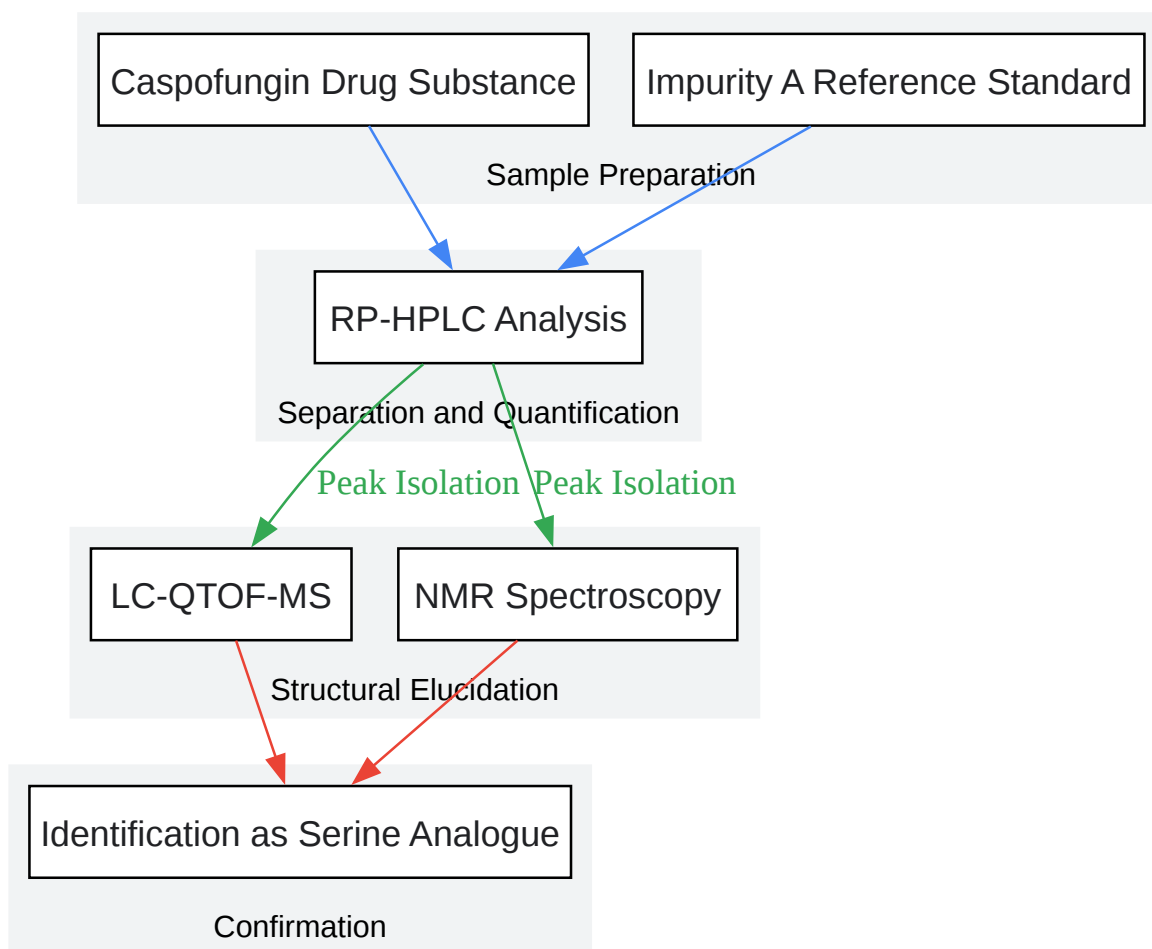 Caspofungin Drug Substance
Impurity A Reference Standard
Sample Preparation
RP-HPLC Analysis
Separation and Quantification
Peak Isolation
Peak Isolation
LC-QTOF-MS
NMR Spectroscopy
Structural Elucidation
Identification as Serine Analogue
Confirmation